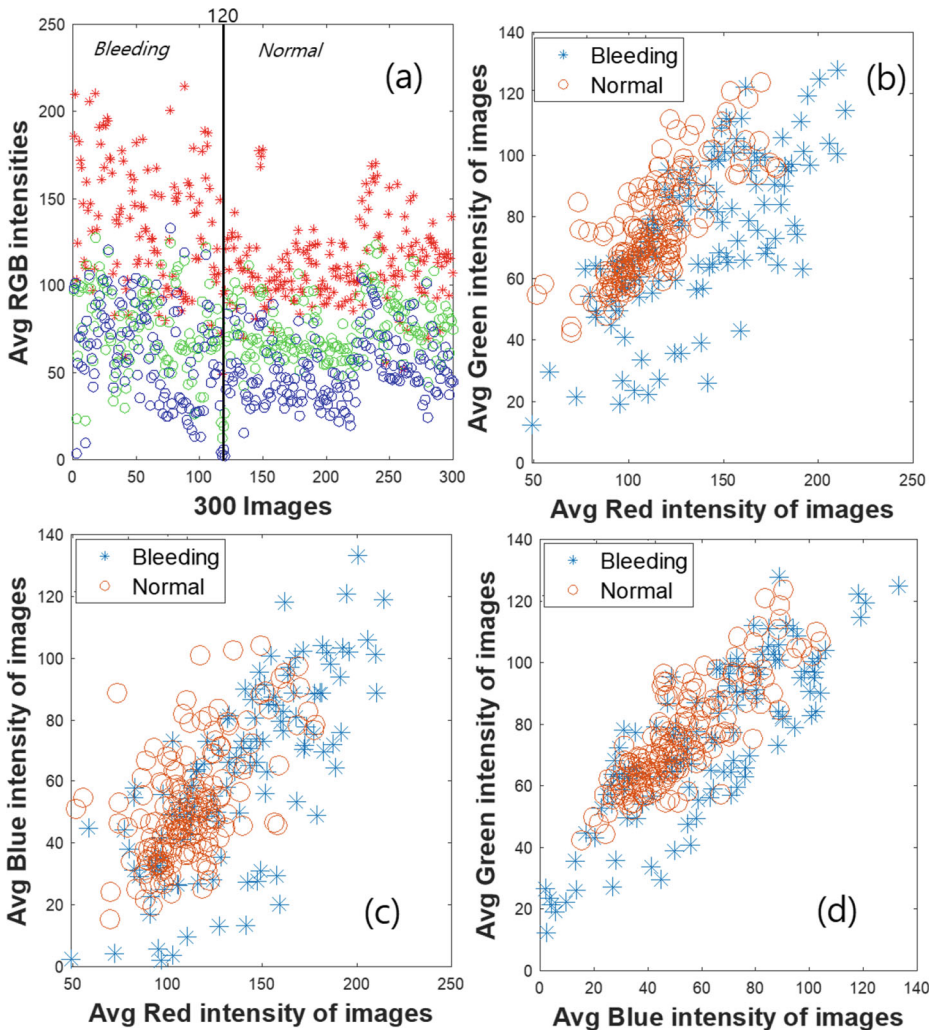 120
250
200
150
100
50
0
Bleeding
Normal
(a)
0 50 100 150 200 250 300
Avg RGB intensities
300 Images
140
120
100
80
60
40
20
0
Bleeding
Normal
(b)
50 100 150 200 250
Avg Green intensity of images
Avg Red intensity of images
140
120
100
80
60
40
20
0
Bleeding
Normal
(c)
50 100 150 200 250
Avg Blue intensity of images
Avg Red intensity of images
140
120
100
80
60
40
20
0
Bleeding
Normal
(d)
0 20 40 60 80 100 120 140
Avg Green intensity of images
Avg Blue intensity of images